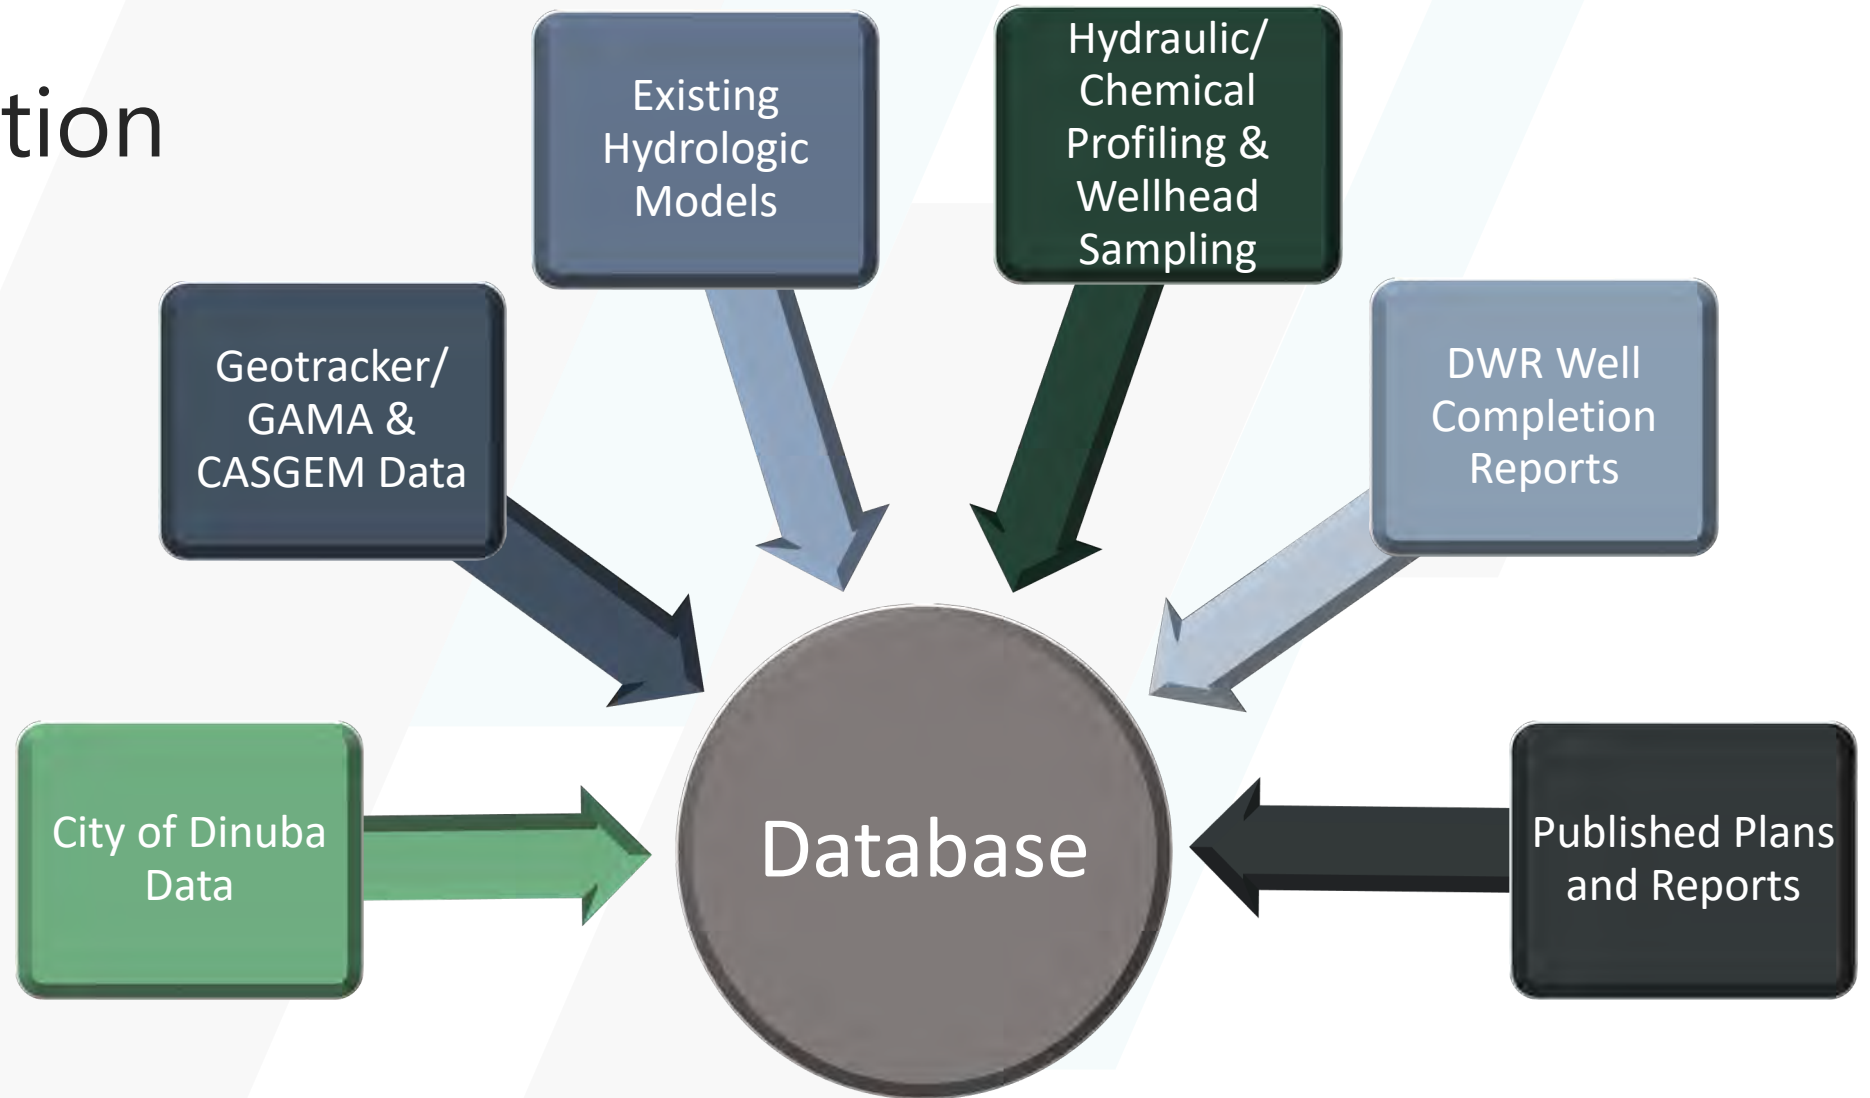 tion
Existing
Hydrologic
Models
Hydraulic/
Chemical
Profiling &
Wellhead
Sampling
Geotracker/
GAMA &
CASGEM Data
DWR Well
Completion
Reports
City of Dinuba
Data
Database
Published Plans
and Reports